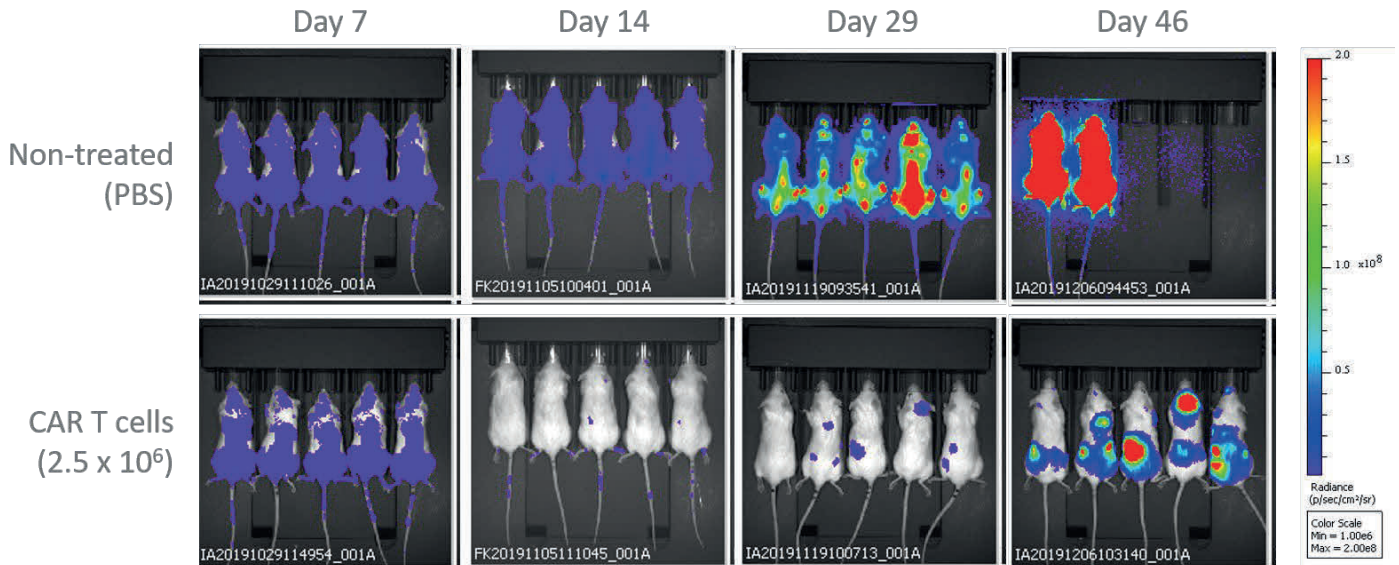 Day 7
Day 14
Day 29
Day 46
Non-treated
(PBS)
IA20191029111026_001A
FK20191105100401_001A
IA20191119093541_001A
IA20191206094453_001A
CAR T cells
(2.5 x 10⁶)
IA20191029114954_001A
FK20191105111045_001A
IA20191119100713_001A
IA20191206103140_001A
2.0
1.5
1.0 x10⁸
0.5
Radiance
(p/sec/cm²/sr)
Color Scale
Min = 1.00e6
Max = 2.00e8